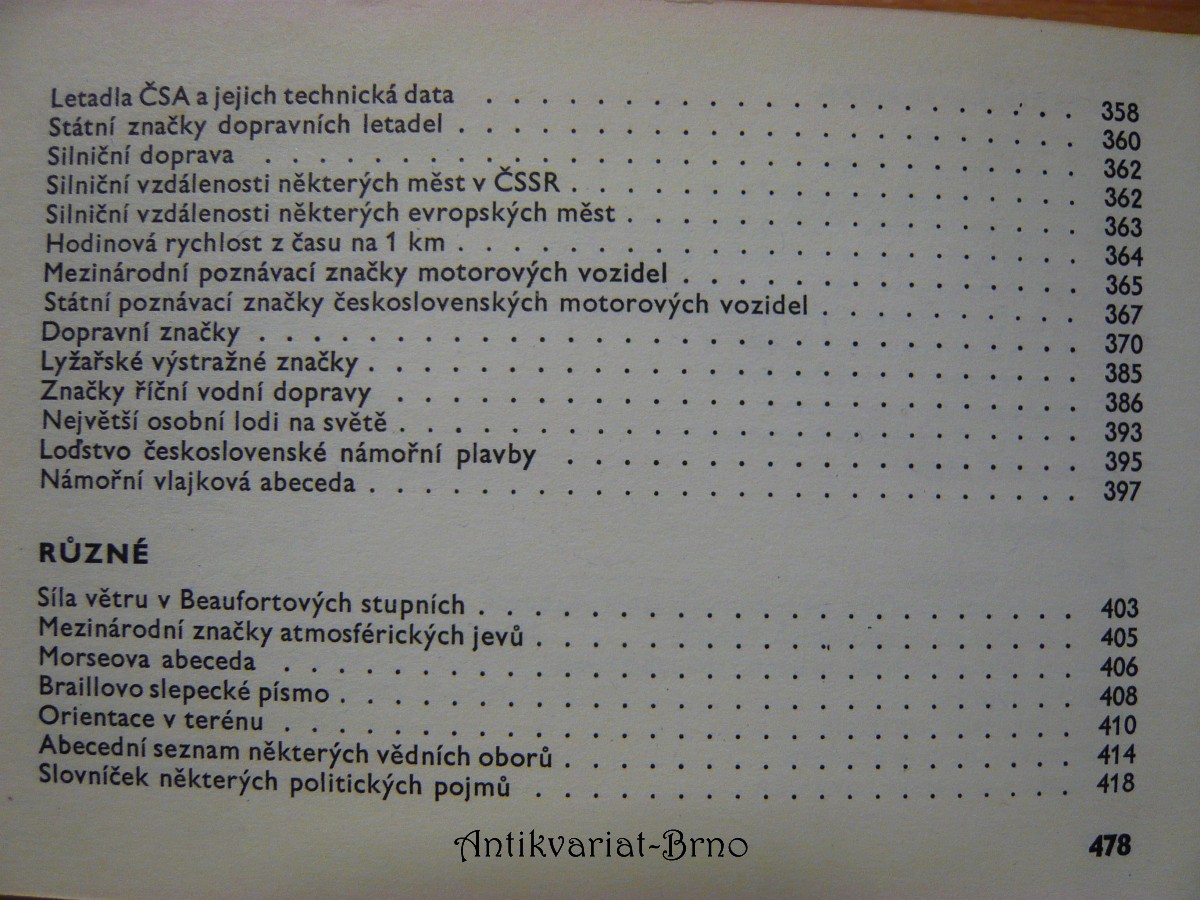 Letadla ČSA a jejich technická data . . . . . . . . . . . . . . . . . . . . . 358
Státní značky dopravních letadel . . . . . . . . . . . . . . . . . . . . . . 360
Silniční doprava . . . . . . . . . . . . . . . . . . . . . . . . . . . . . 362
Silniční vzdálenosti některých měst v ČSSR . . . . . . . . . . . . . . . . . . 362
Silniční vzdálenosti některých evropských měst . . . . . . . . . . . . . . . . 363
Hodinová rychlost z času na 1 km . . . . . . . . . . . . . . . . . . . . . . 364
Mezinárodní poznávací značky motorových vozidel . . . . . . . . . . . . . . 365
Státní poznávací značky československých motorových vozidel . . . . . . . . . 367
Dopravní značky . . . . . . . . . . . . . . . . . . . . . . . . . . . . . 370
Lyžařské výstražné značky . . . . . . . . . . . . . . . . . . . . . . . . . 385
Značky říční vodní dopravy . . . . . . . . . . . . . . . . . . . . . . . . 386
Největší osobní lodi na světě . . . . . . . . . . . . . . . . . . . . . . . . 393
Loďstvo československé námořní plavby . . . . . . . . . . . . . . . . . . 395
Námořní vlajková abeceda . . . . . . . . . . . . . . . . . . . . . . . . . 397
RŮZNÉ
Síla větru v Beaufortových stupních . . . . . . . . . . . . . . . . . . . . . 403
Mezinárodní značky atmosférických jevů . . . . . . . . . . . . . . . . . . . 405
Morseova abeceda . . . . . . . . . . . . . . . . . . . . . . . . . . . . 406
Braillovo slepecké písmo . . . . . . . . . . . . . . . . . . . . . . . . . . 408
Orientace v terénu . . . . . . . . . . . . . . . . . . . . . . . . . . . . 410
Abecední seznam některých vědních oborů . . . . . . . . . . . . . . . . . . 414
Slovníček některých politických pojmů . . . . . . . . . . . . . . . . . . . 418
Antikvariat-Brno
478